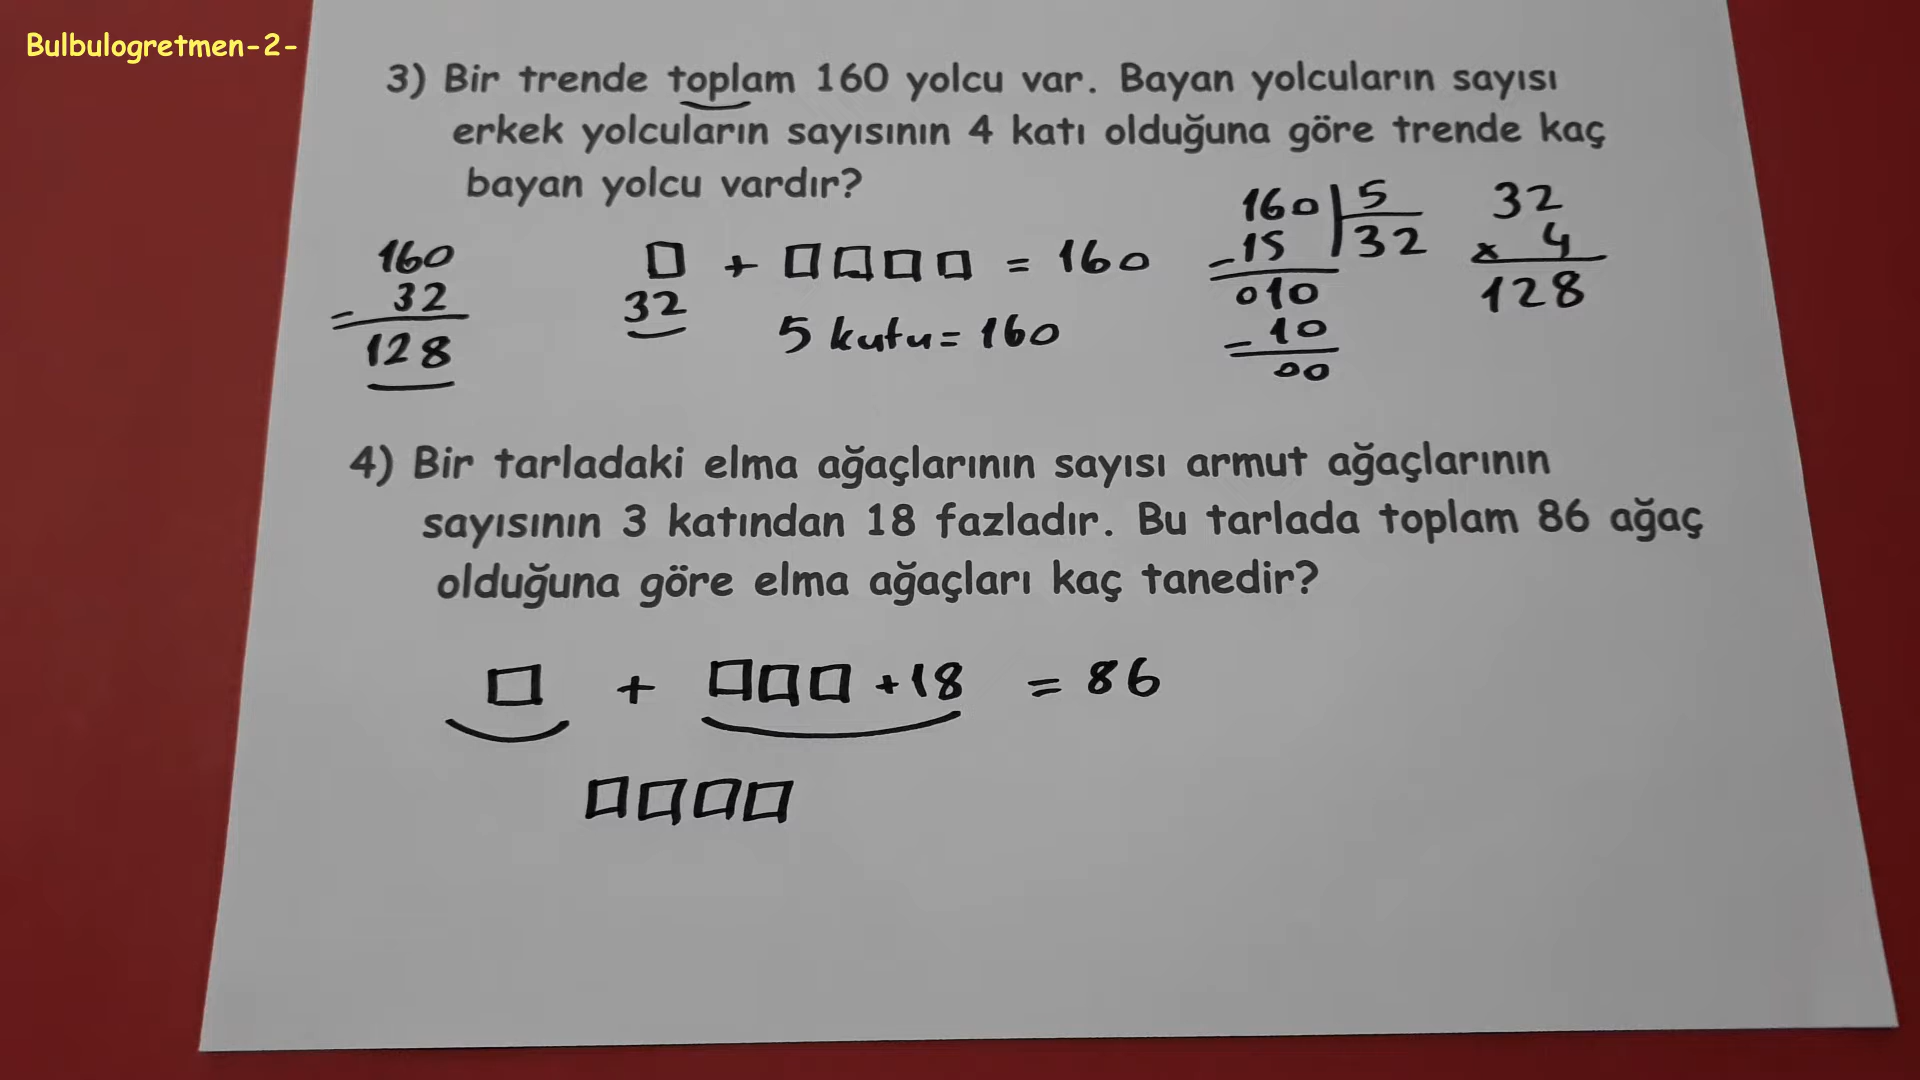 Bulbulogretmen-2-
3) Bir trende toplam 160 yolcu var. Bayan yolcuların sayısı
erkek yolcuların sayısının 4 katı olduğuna göre trende kaç
bayan yolcu vardır?
160
- 32
128
□ + □□□□ = 160
32
5 kutu = 160
160 | 5
- 15 | 32
010
- 10
00
32
x 4
128
4) Bir tarladaki elma ağaçlarının sayısı armut ağaçlarının
sayısının 3 katından 18 fazladır. Bu tarlada toplam 86 ağaç
olduğuna göre elma ağaçları kaç tanedir?
□ + □□□ + 18 = 86
□□□□